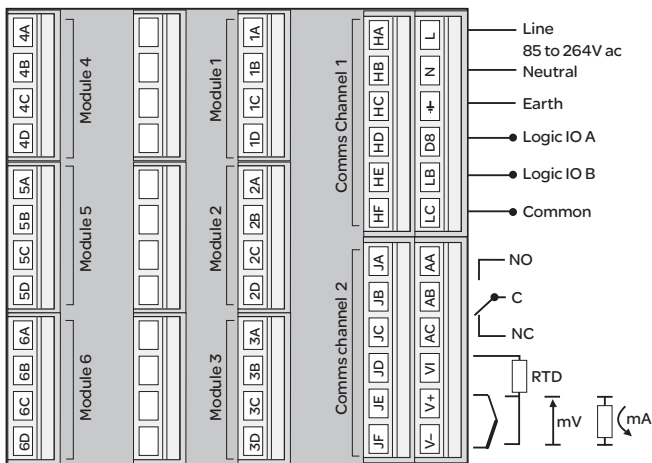 4A
4B
4C
4D
Module 4
5A
5B
5C
5D
Module 5
6A
6B
6C
6D
Module 6
1A
1B
1C
1D
Module 1
2A
2B
2C
2D
Module 2
3A
3B
3C
3D
Module 3
Comms Channel 1
HA
HB
HC
HD
HE
HF
Comms channel 2
JA
JB
JC
JD
JE
JF
L
N
D8
LB
LC
AA
AB
AC
VI
V+
V-
Line
85 to 264V ac
Neutral
Earth
Logic IO A
Logic IO B
Common
NO
C
NC
RTD
mV
mA